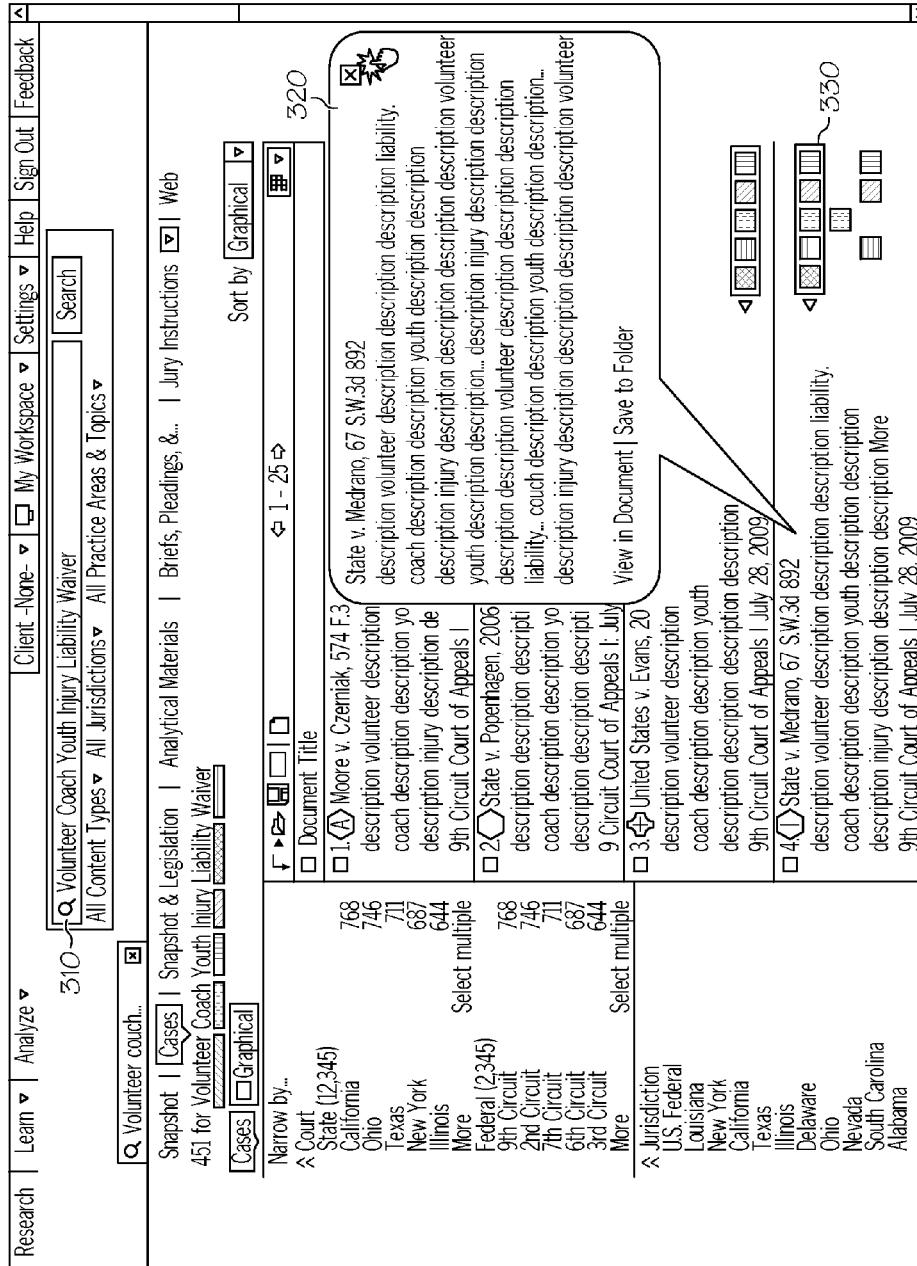 Research | Learn ▿ | Analyze ▿
Client -None- ▿ | My Workspace ▿ | Settings ▿ | Help | Sign Out | Feedback
310
Volunteer Coach Youth Injury Liability Waiver
Search
All Content Types ▿ All Jurisdictions ▿ All Practice Areas & Topics ▿
Volunteer couch...
Snapshot | Cases | Snapshot & Legislation | Analytical Materials | Briefs, Pleadings, &... | Jury Instructions | Web
451 for Volunteer Coach Youth Injury Liability Waiver
Cases Graphical
Sort by Graphical
Narrow by...
Court
State (12,345)
California 768
Ohio 746
Texas 711
New York 687
Illinois 644
More Select multiple
Federal (2,345)
9th Circuit 768
2nd Circuit 746
7th Circuit 711
6th Circuit 687
3rd Circuit 644
More Select multiple
Jurisdiction
U.S. Federal
Louisiana
New York
California
Texas
Illinois
Delaware
Ohio
Nevada
South Carolina
Alabama
1 - 25
Document Title
1. A Moore v. Czerniak, 574 F.3
description volunteer description
coach description description yo
description injury description de
9th Circuit Court of Appeals |
2. State v. Popenhagen, 2006
description description descripti
coach description description yo
description description descripti
9 Circuit Court of Appeals I: July
3. United States v. Evans, 20
description volunteer description
coach description description youth
description description description description
9th Circuit Court of Appeals | July 28, 2009
4. State v. Medrano, 67 S.W.3d 892
description volunteer description description description liability.
coach description description youth description description
description injury description description description More
9th Circuit Court of Appeals | July 28, 2009
320
State v. Medrano, 67 S.W.3d 892
description volunteer description description description liability.
coach description description youth description description
description injury description description description description volunteer
youth description description... description injury description description
description description volunteer description description description
liability... couch description description youth description description...
description injury description description description description volunteer
View in Document | Save to Folder
330